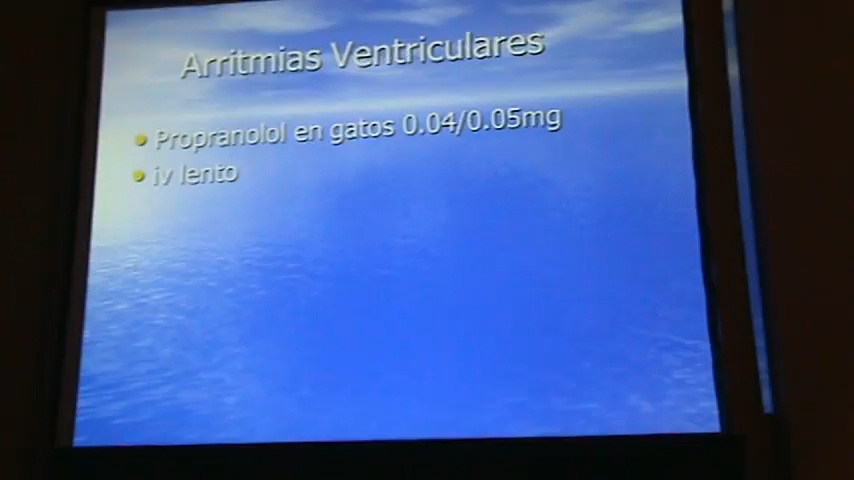 Arritmias Ventriculares
Propranolol en gatos 0.04/0.05mg
iv lento